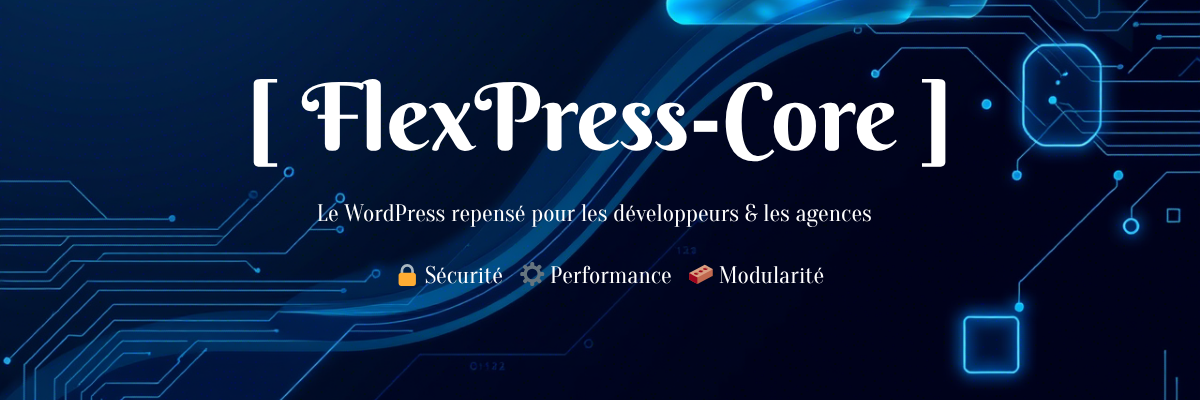 [ FlexPress-Core ]
Le WordPress repensé pour les développeurs & les agences
🔒 Sécurité ⚙️ Performance 🧱 Modularité